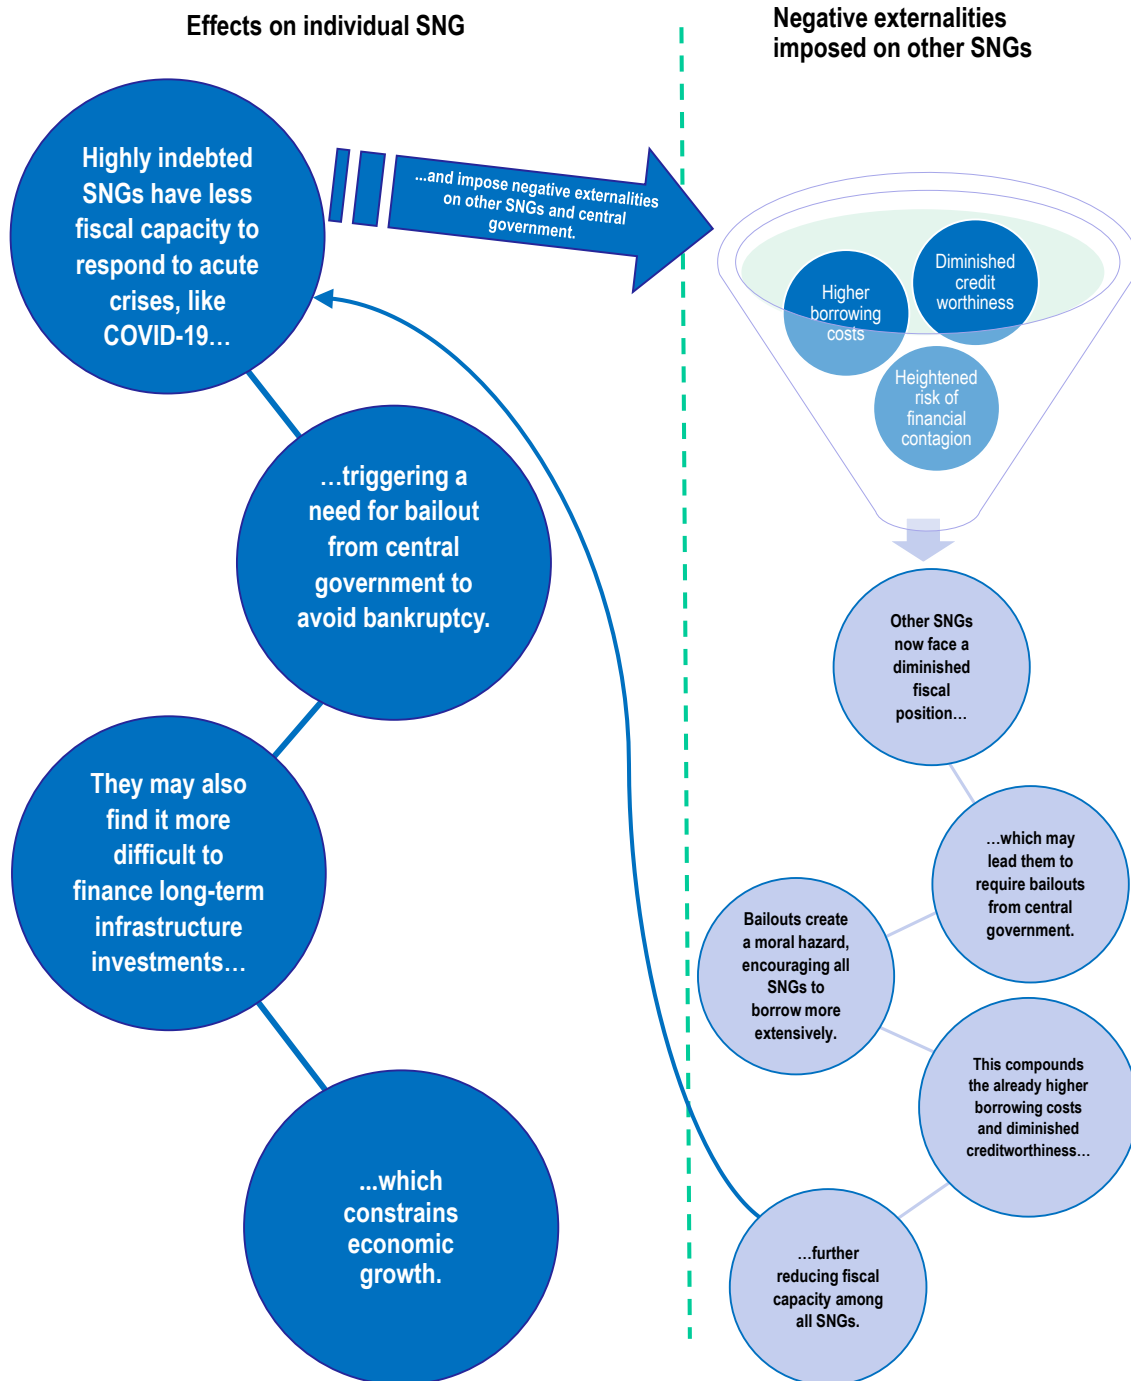 Effects on individual SNG
Negative externalities
imposed on other SNGs
Highly indebted
SNGs have less
fiscal capacity to
respond to acute
crises, like
COVID-19…
...and impose negative externalities
on other SNGs and central
government.
…triggering a
need for bailout
from central
government to
avoid bankruptcy.
They may also
find it more
difficult to
finance long-term
infrastructure
investments…
...which
constrains
economic
growth.
Higher
borrowing
costs
Diminished
credit
worthiness
Heightened
risk of
financial
contagion
Other SNGs
now face a
diminished
fiscal
position…
…which may
lead them to
require bailouts
from central
government.
Bailouts create
a moral hazard,
encouraging all
SNGs to
borrow more
extensively.
This compounds
the already higher
borrowing costs
and diminished
creditworthiness…
…further
reducing fiscal
capacity among
all SNGs.